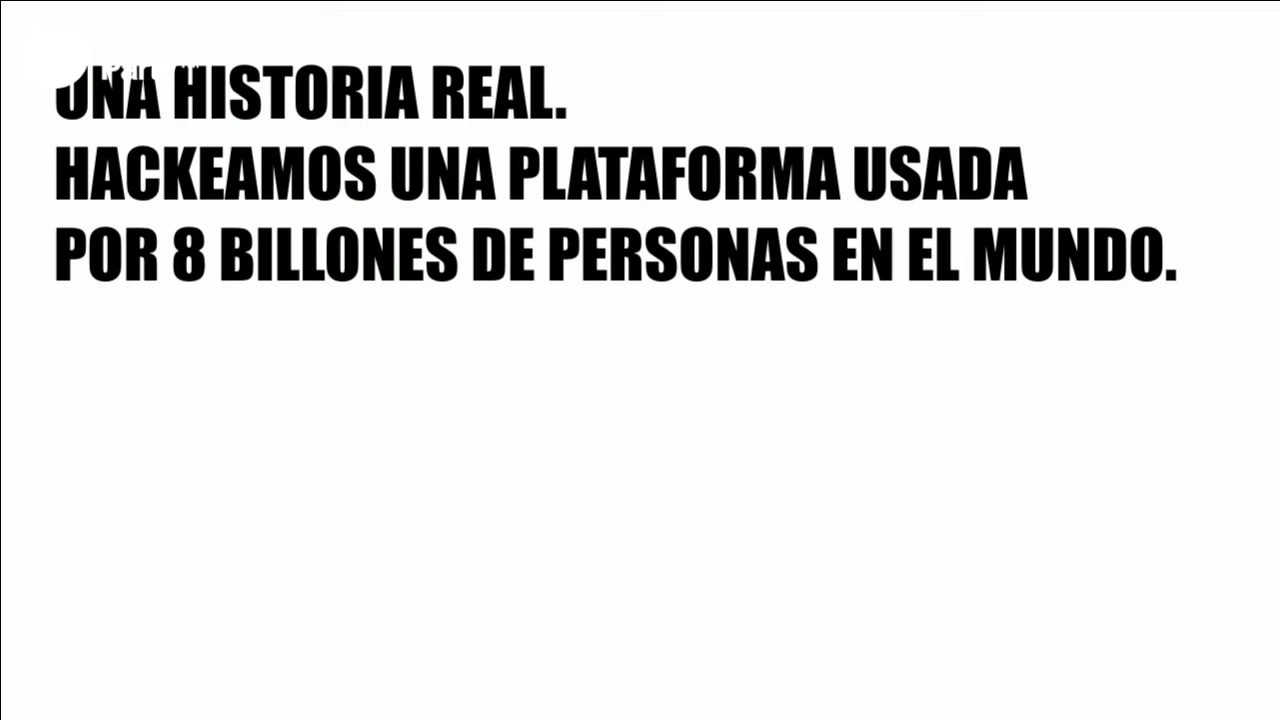 UNA HISTORIA REAL.
HACKEAMOS UNA PLATAFORMA USADA
POR 8 BILLONES DE PERSONAS EN EL MUNDO.